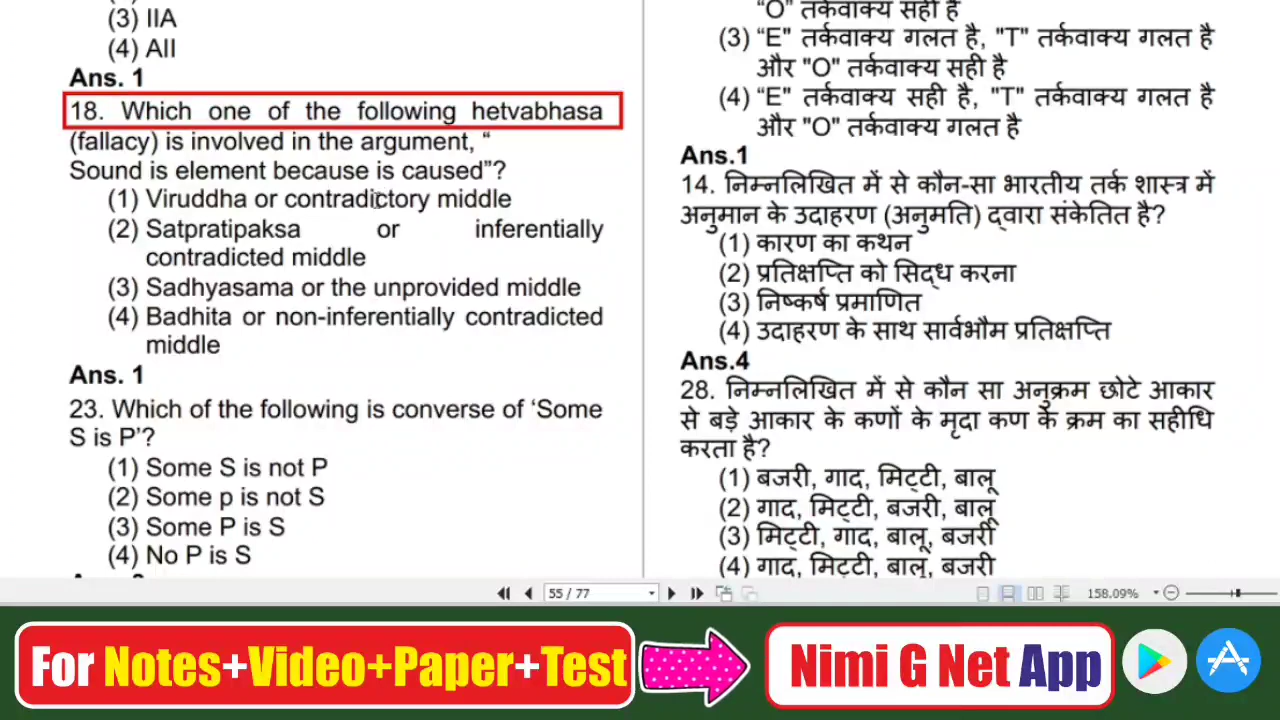 (3) IIA
(4) AII
Ans. 1
18. Which one of the following hetvabhasa
(fallacy) is involved in the argument, “
Sound is element because is caused”?
(1) Viruddha or contradictory middle
(2) Satpratipaksa or inferentially
contradicted middle
(3) Sadhyasama or the unprovided middle
(4) Badhita or non-inferentially contradicted
middle
Ans. 1
23. Which of the following is converse of ‘Some
S is P’?
(1) Some S is not P
(2) Some p is not S
(3) Some P is S
(4) No P is S
“O" तर्कवाक्य सही है
(3) “E" तर्कवाक्य गलत है, "T" तर्कवाक्य गलत है
और "O" तर्कवाक्य सही है
(4) “E" तर्कवाक्य सही है, "T" तर्कवाक्य गलत है
और "O" तर्कवाक्य गलत है
Ans.1
14. निम्नलिखित में से कौन-सा भारतीय तर्क शास्त्र में
अनुमान के उदाहरण (अनुमति) द्वारा संकेतित है?
(1) कारण का कथन
(2) प्रतिक्षप्ति को सिद्ध करना
(3) निष्कर्ष प्रमाणित
(4) उदाहरण के साथ सार्वभौम प्रतिक्षप्ति
Ans.4
28. निम्नलिखित में से कौन सा अनुक्रम छोटे आकार
से बड़े आकार के कणों के मृदा कण के क्रम का सहीधि
करता है?
(1) बजरी, गाद, मिट्टी, बालू
(2) गाद, मिट्टी, बजरी, बालू
(3) मिट्टी, गाद, बालू, बजरी
(4) गाद, मिट्टी, बालू, बजरी
55 / 77
158.09%
For Notes+Video+Paper+Test
Nimi G Net App